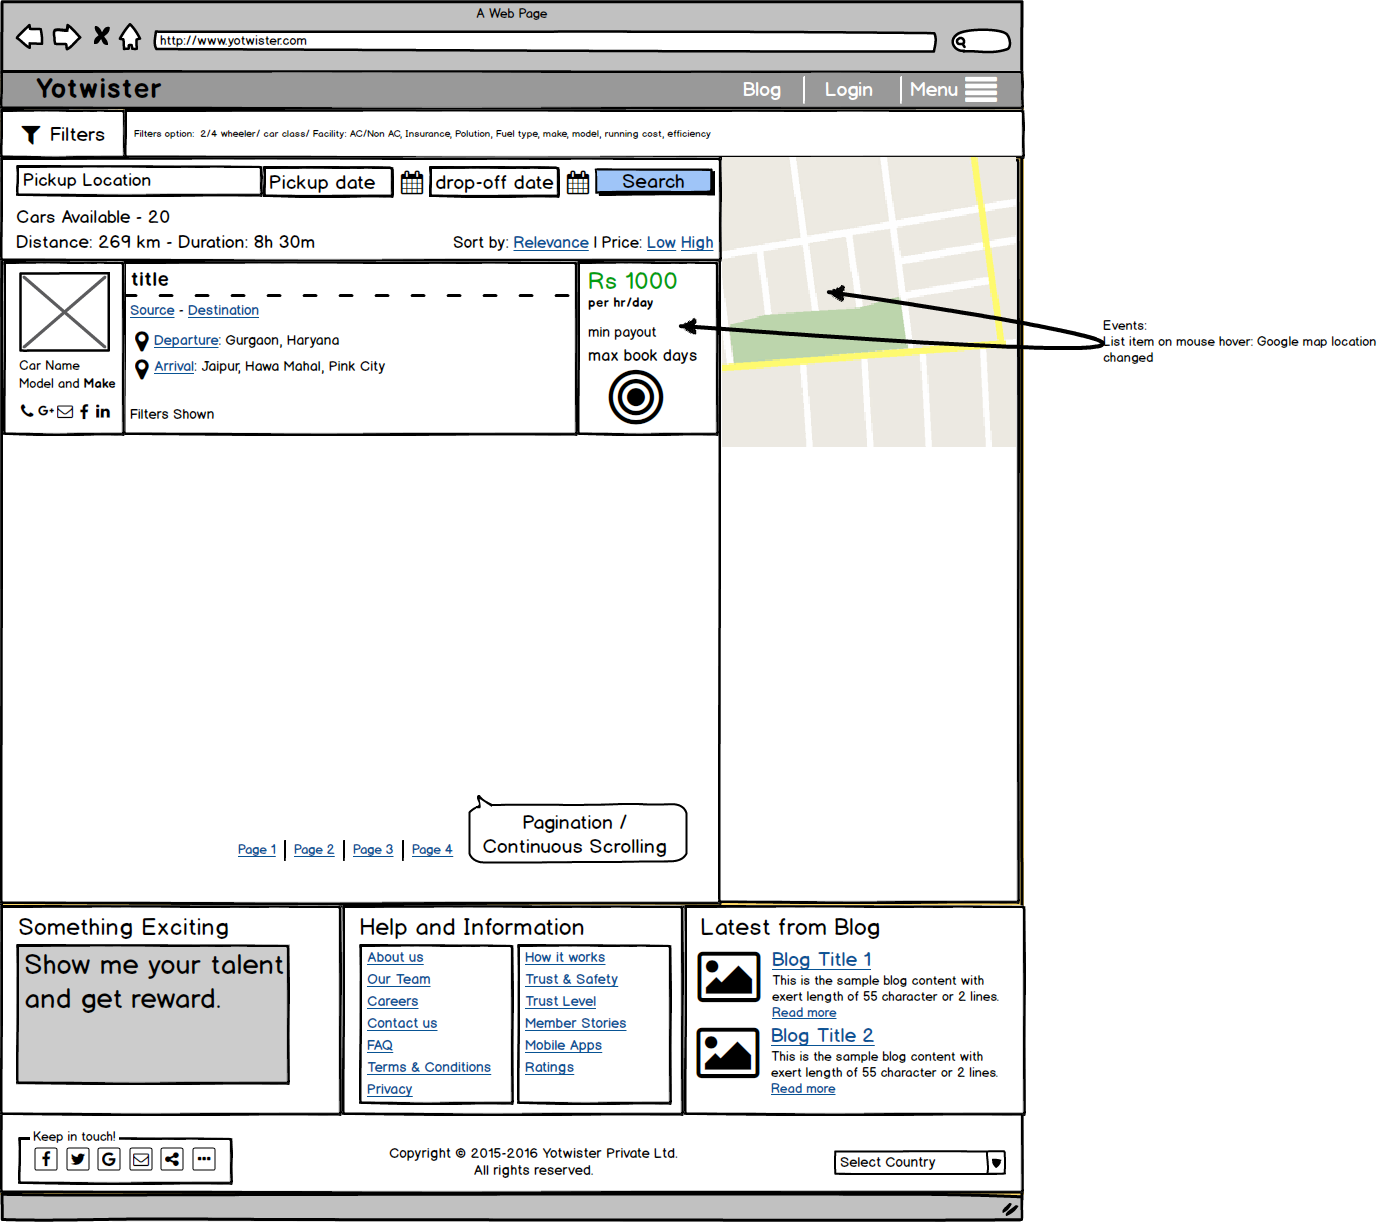 A Web Page
http://www.yotwister.com
Yotwister
Blog
Login
Menu
Filters
Filters option: 2/4 wheeler/ car class/ Facility: AC/Non AC, Insurance, Polution, Fuel type, make, model, running cost, efficiency
Pickup Location
Pickup date
drop-off date
Search
Cars Available - 20
Distance: 269 km - Duration: 8h 30m
Sort by: Relevance | Price: Low High
title
Source - Destination
Departure: Gurgaon, Haryana
Arrival: Jaipur, Hawa Mahal, Pink City
Filters Shown
Car Name
Model and Make
G+
f
in
Rs 1000
per hr/day
min payout
max book days
Events:
List item on mouse hover: Google map location
changed
Page 1
Page 2
Page 3
Page 4
Pagination /
Continuous Scrolling
Something Exciting
Show me your talent
and get reward.
Help and Information
About us
Our Team
Careers
Contact us
FAQ
Terms & Conditions
Privacy
How it works
Trust & Safety
Trust Level
Member Stories
Mobile Apps
Ratings
Latest from Blog
Blog Title 1
This is the sample blog content with
exert length of 55 character or 2 lines.
Read more
Blog Title 2
This is the sample blog content with
exert length of 55 character or 2 lines.
Read more
Keep in touch!
f
G
Copyright © 2015-2016 Yotwister Private Ltd.
All rights reserved.
Select Country